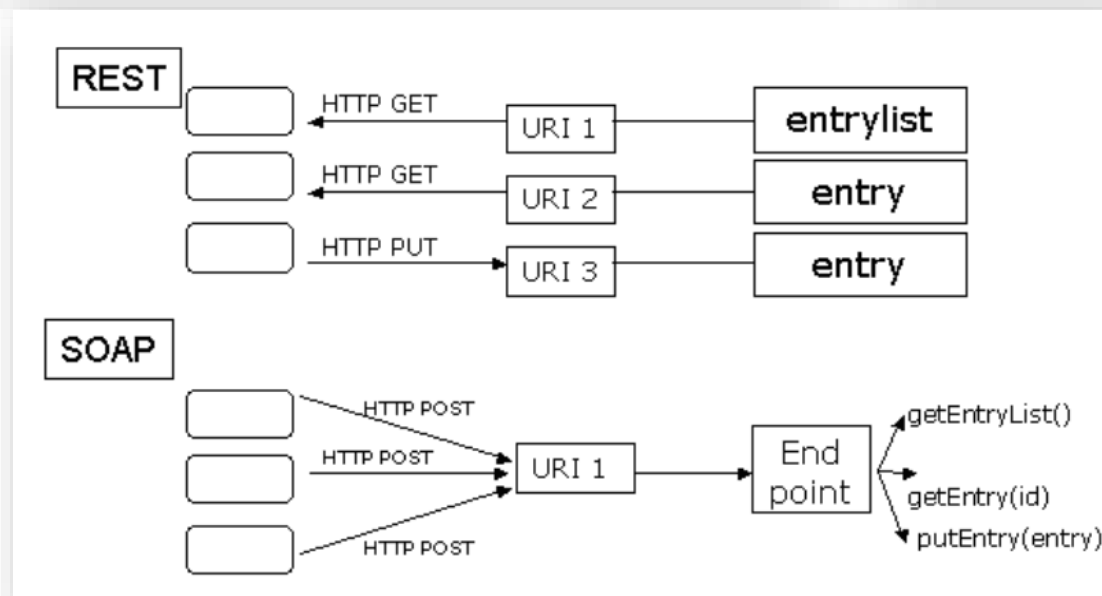 REST
HTTP GET
URI 1
entrylist
HTTP GET
URI 2
entry
HTTP PUT
URI 3
entry
SOAP
HTTP POST
HTTP POST
HTTP POST
URI 1
End
point
getEntryList()
getEntry(id)
putEntry(entry)